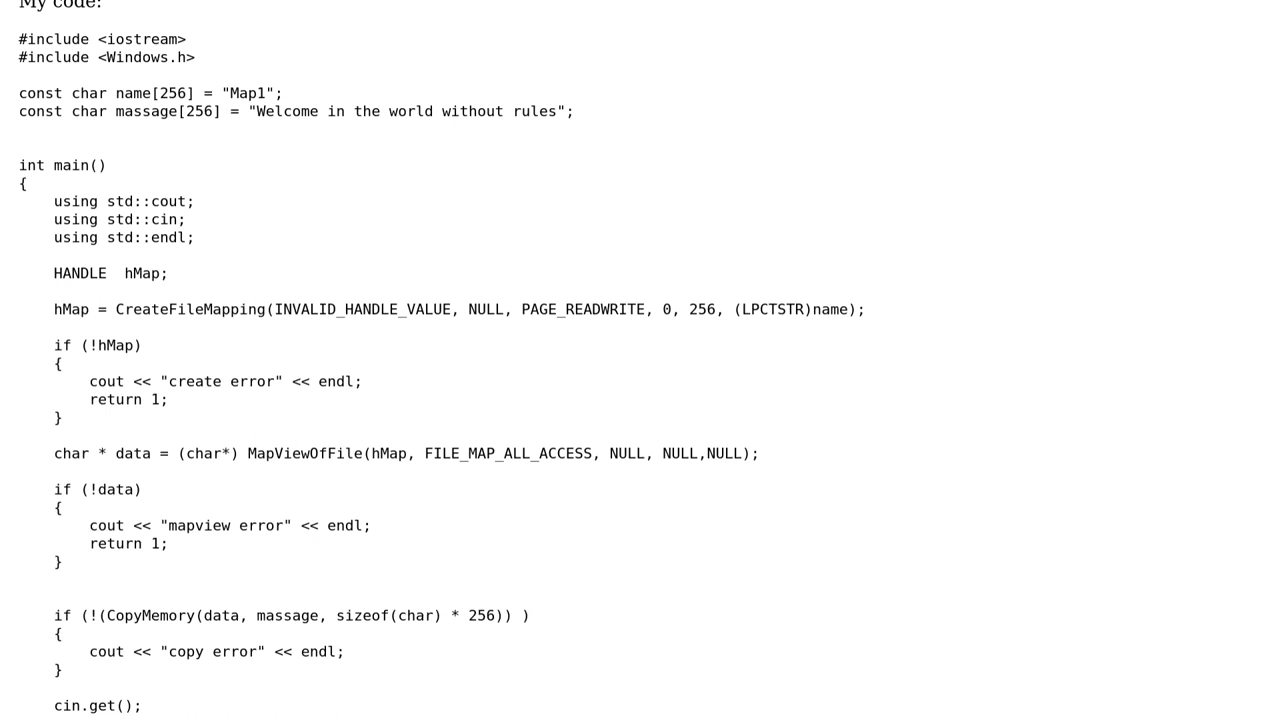 My code:
#include <iostream>
#include <Windows.h>
const char name[256] = "Map1";
const char massage[256] = "Welcome in the world without rules";
int main()
{
    using std::cout;
    using std::cin;
    using std::endl;
    HANDLE  hMap;
    hMap = CreateFileMapping(INVALID_HANDLE_VALUE, NULL, PAGE_READWRITE, 0, 256, (LPCTSTR)name);
    if (!hMap)
    {
        cout << "create error" << endl;
        return 1;
    }
    char * data = (char*) MapViewOfFile(hMap, FILE_MAP_ALL_ACCESS, NULL, NULL,NULL);
    if (!data)
    {
        cout << "mapview error" << endl;
        return 1;
    }
    if (!(CopyMemory(data, massage, sizeof(char) * 256)) )
    {
        cout << "copy error" << endl;
    }
    cin.get();